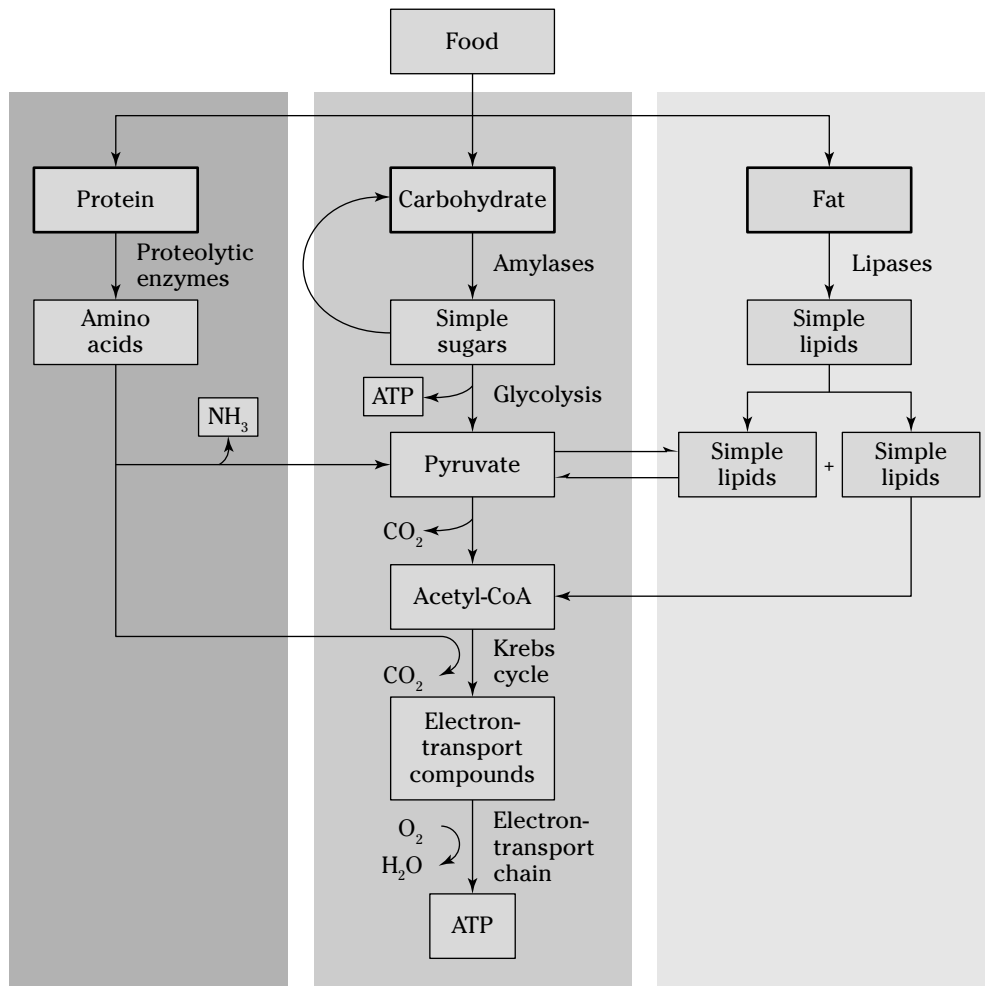 Food
Protein
Carbohydrate
Fat
Proteolytic
enzymes
Amylases
Lipases
Amino
acids
Simple
sugars
Simple
lipids
ATP
Glycolysis
NH₃
Pyruvate
Simple
lipids
+
Simple
lipids
CO₂
Acetyl-CoA
Krebs
cycle
CO₂
Electron-
transport
compounds
O₂
H₂O
Electron-
transport
chain
ATP